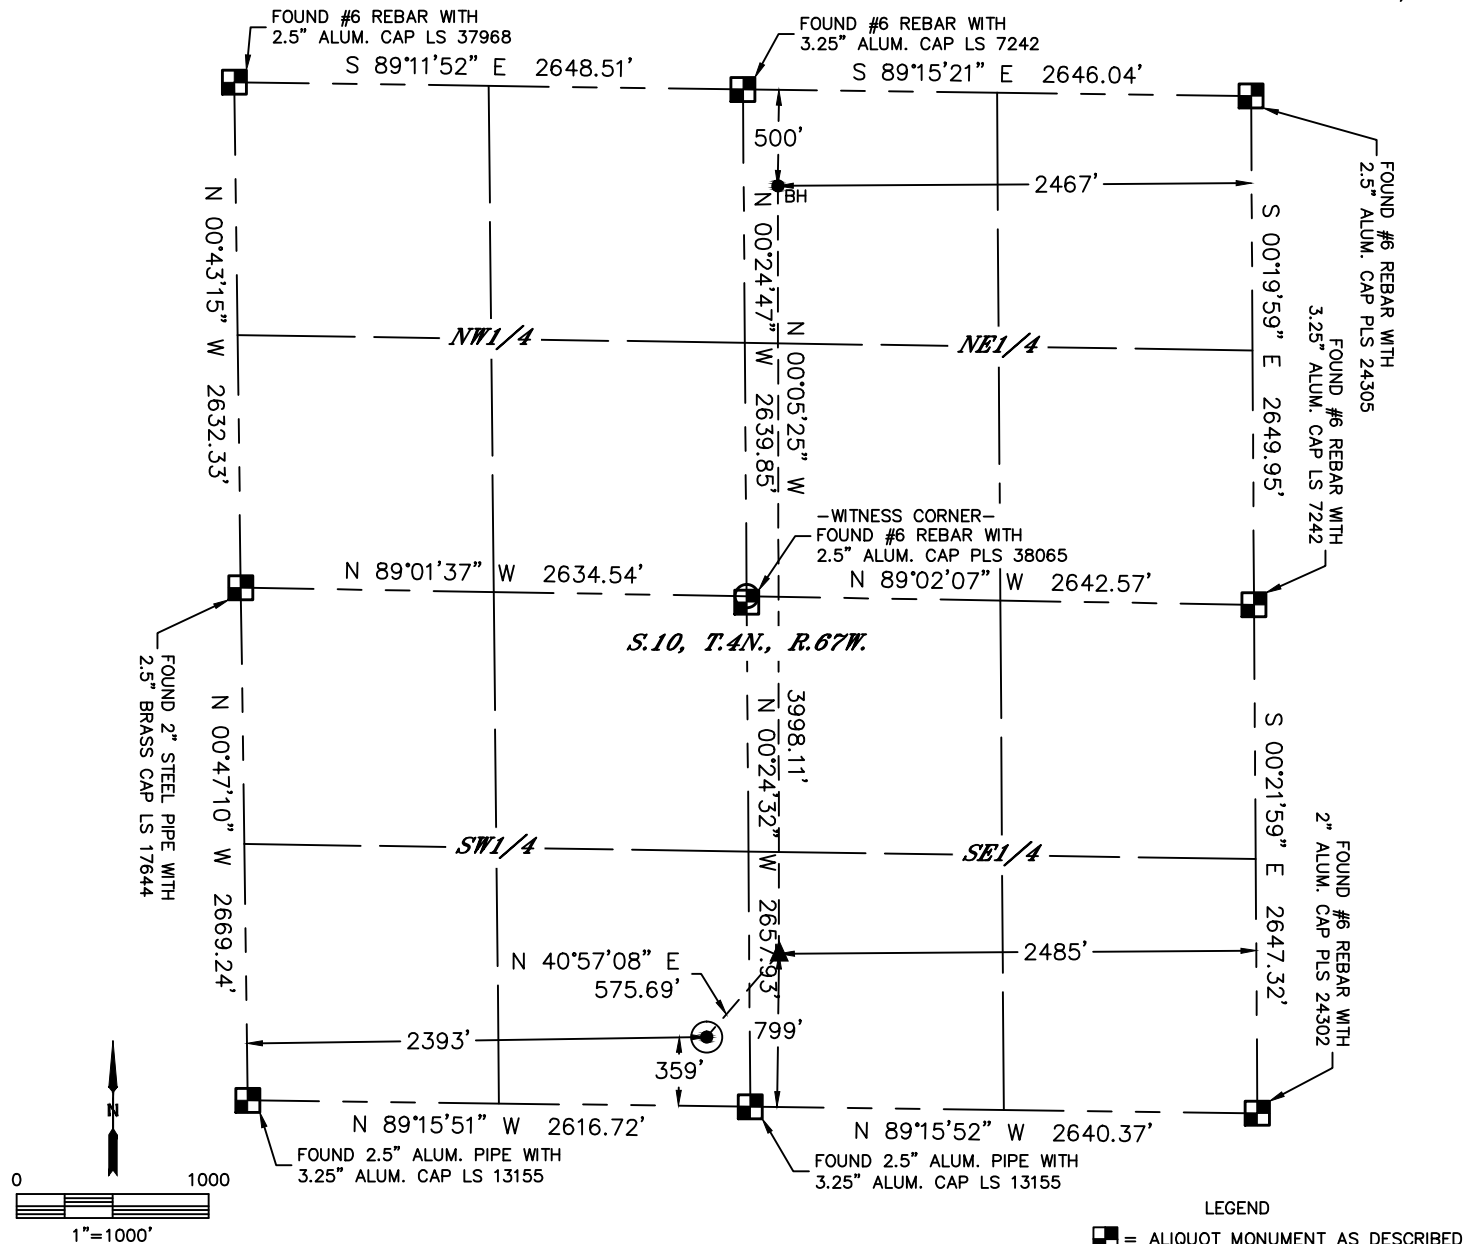 FOUND #6 REBAR WITH
2.5" ALUM. CAP LS 37968
S 89°11'52" E 2648.51'
FOUND #6 REBAR WITH
3.25" ALUM. CAP LS 7242
S 89°15'21" E 2646.04'
500'
BH
2467'
FOUND #6 REBAR WITH
2.5" ALUM. CAP PLS 24305
N 00°43'15" W 2632.33'
N 00°24'47" W 2639.85'
N 00°05'25" W
3998.11'
S 00°19'59" E 2649.95'
NW1/4
NE1/4
FOUND #6 REBAR WITH
3.25" ALUM. CAP LS 7242
-WITNESS CORNER-
FOUND #6 REBAR WITH
2.5" ALUM. CAP PLS 38065
N 89°01'37" W 2634.54'
N 89°02'07" W 2642.57'
S.10, T.4N., R.67W.
FOUND 2" STEEL PIPE WITH
2.5" BRASS CAP LS 17644
N 00°47'10" W 2669.24'
N 00°24'32" W 2657.93'
S 00°21'59" E 2647.32'
SW1/4
SE1/4
FOUND #6 REBAR WITH
2" ALUM. CAP PLS 24302
N 40°57'08" E
575.69'
2485'
2393'
799'
359'
N
N 89°15'51" W 2616.72'
N 89°15'52" W 2640.37'
FOUND 2.5" ALUM. PIPE WITH
3.25" ALUM. CAP LS 13155
FOUND 2.5" ALUM. PIPE WITH
3.25" ALUM. CAP LS 13155
0 1000
1"=1000'
LEGEND
= ALIQUOT MONUMENT AS DESCRIBED